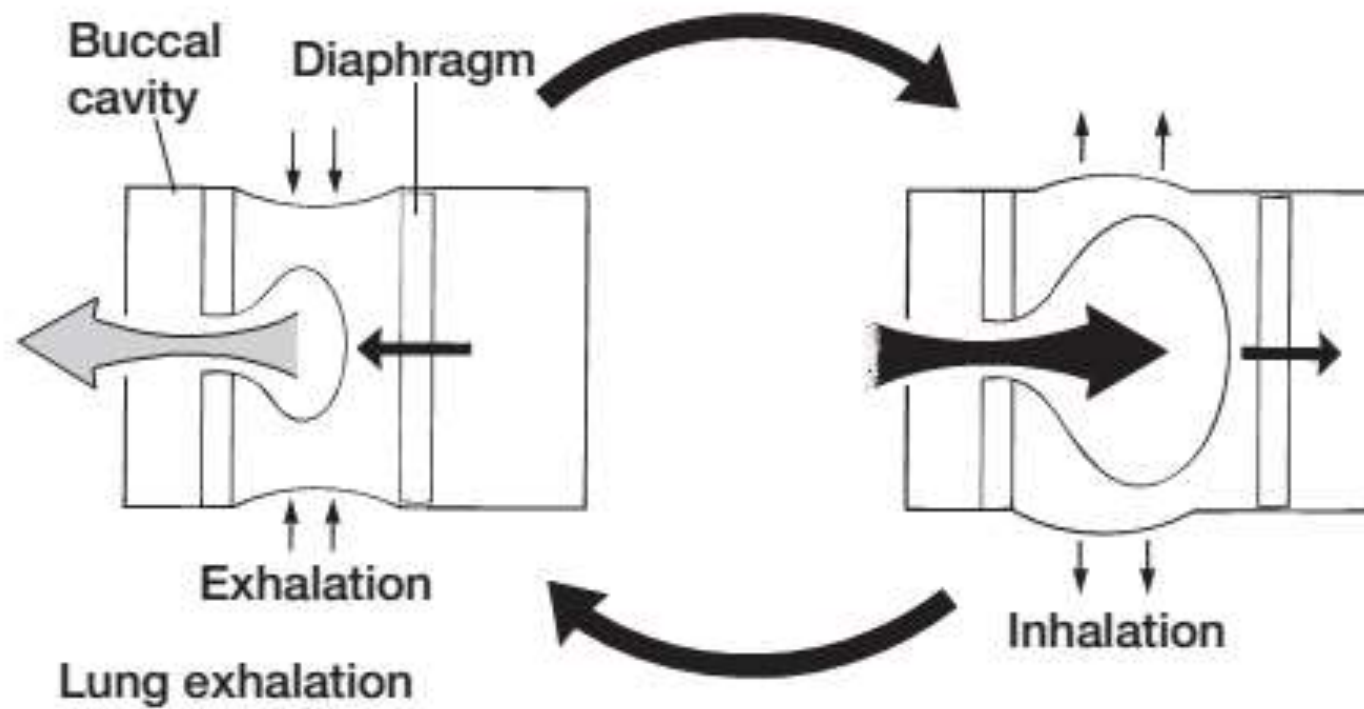 Buccal
cavity
Diaphragm
Exhalation
Inhalation
Lung exhalation